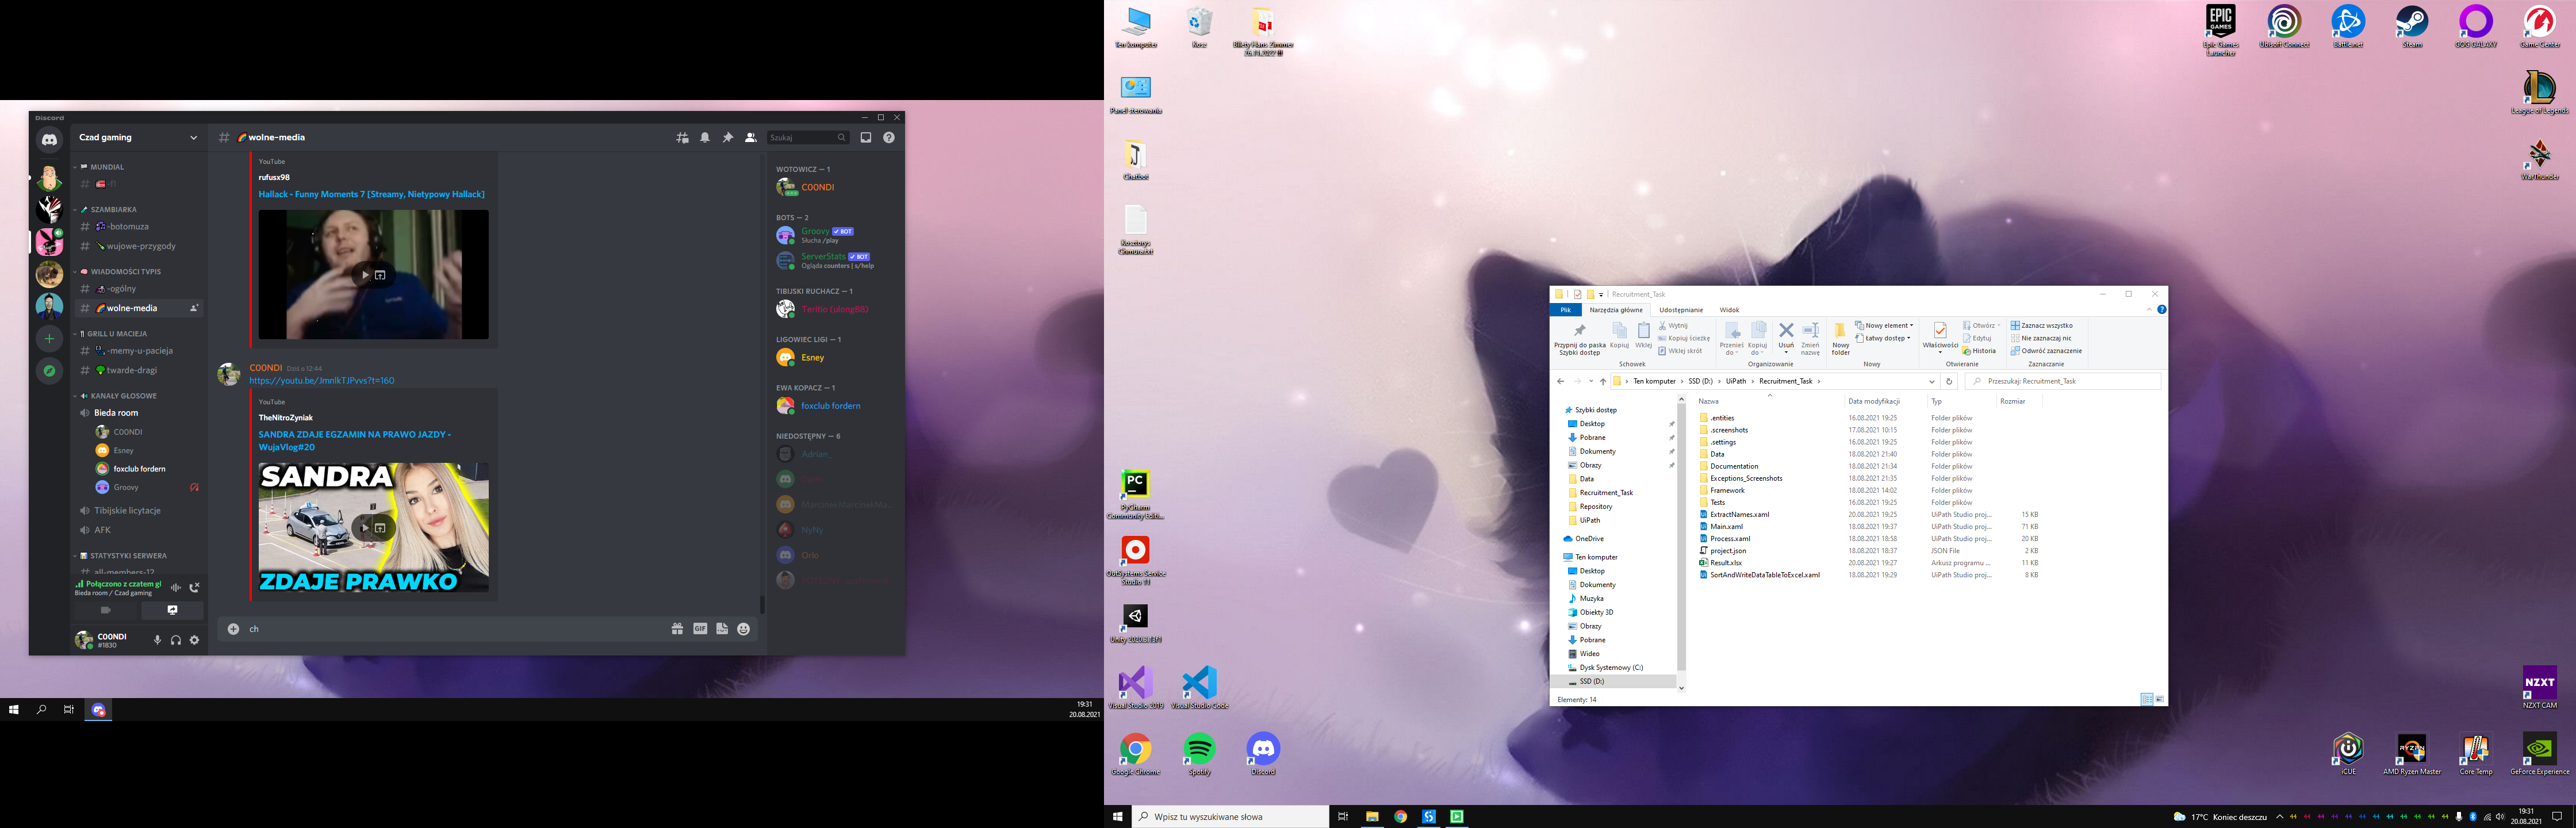 Discord
Czad gaming
# wolne-media
Szukaj
MUNDIAL
SZAMBIARKA
-botomuza
wujowe-przygody
WIADOMOŚCI TVPIS
-ogólny
wolne-media
GRILL U MACIEJA
-memy-u-pacieja
twarde-dragi
KANAŁY GŁOSOWE
Bieda room
C00NDI
Esney
foxclub fordern
Groovy
Tibijskie licytacje
AFK
STATYSTYKI SERWERA
all-members-12
Połączono z czatem gł
Bieda room / Czad gaming
C00NDI
#1830
YouTube
rufusx98
Hallack - Funny Moments 7 [Streamy, Nietypowy Hallack]
C00NDI Dziś o 12:44
https://youtu.be/JmnlkTJPvvs?t=160
YouTube
TheNitroZyniak
SANDRA ZDAJE EGZAMIN NA PRAWO JAZDY -
WujaVlog#20
SANDRA
ZDAJE PRAWKO
ch
GIF
WOTOWICZ — 1
C00NDI
BOTS — 2
Groovy BOT
Słucha /play
ServerStats BOT
Ogląda counters | s/help
TIBIJSKI RUCHACZ — 1
LIGOWIEC LIGI — 1
Esney
EWA KOPACZ — 1
foxclub fordern
NIEDOSTĘPNY — 6
Adrian_
NyNy
Orlo
19:31
20.08.2021
Ten komputer
Kosz
Bilety Hans Zimmer
26.11.2022 !!!
Panel sterowania
Chatbot
Kosztorys
Chmura.txt
PyCharm
Community Editi...
OutSystems Service
Studio 11
Unity 2020.3.13f1
Visual Studio 2019
Visual Studio Code
Google Chrome
Spotify
Discord
EPIC
GAMES
Epic Games
Launcher
Ubisoft Connect
Battle.net
Steam
GOG GALAXY
Game Center
League of Legends
WarThunder
NZXT
NZXT CAM
iCUE
RYZEN
AMD Ryzen Master
Core Temp
GeForce Experience
Recruitment_Task
Plik
Narzędzia główne
Udostępnianie
Widok
Przypnij do paska
Szybki dostęp
Kopiuj
Wklej
Wytnij
Kopiuj ścieżkę
Wklej skrót
Schowek
Przenieś
do
Kopiuj
do
Usuń
Zmień
nazwę
Organizowanie
Nowy
folder
Nowy element
Łatwy dostęp
Nowy
Właściwości
Otwórz
Edytuj
Historia
Otwieranie
Zaznacz wszystko
Nie zaznaczaj nic
Odwróć zaznaczenie
Zaznaczanie
Ten komputer > SSD (D:) > UiPath > Recruitment_Task >
Przeszukaj: Recruitment_Task
Szybki dostęp
Desktop
Pobrane
Dokumenty
Obrazy
Data
Recruitment_Task
Repository
UiPath
OneDrive
Ten komputer
Desktop
Dokumenty
Muzyka
Obiekty 3D
Obrazy
Pobrane
Wideo
Dysk Systemowy (C:)
SSD (D:)
Nazwa Data modyfikacji Typ Rozmiar
.entities 16.08.2021 19:25 Folder plików
.screenshots 17.08.2021 10:15 Folder plików
.settings 16.08.2021 19:25 Folder plików
Data 18.08.2021 21:40 Folder plików
Documentation 18.08.2021 21:34 Folder plików
Exceptions_Screenshots 18.08.2021 21:35 Folder plików
Framework 18.08.2021 14:02 Folder plików
Tests 16.08.2021 19:25 Folder plików
ExtractNames.xaml 20.08.2021 19:25 UiPath Studio proj... 15 KB
Main.xaml 18.08.2021 19:37 UiPath Studio proj... 71 KB
Process.xaml 18.08.2021 18:58 UiPath Studio proj... 20 KB
project.json 18.08.2021 18:37 JSON File 2 KB
Result.xlsx 20.08.2021 19:27 Arkusz programu ... 11 KB
SortAndWriteDataTableToExcel.xaml 18.08.2021 19:29 UiPath Studio proj... 8 KB
Elementy: 14
Wpisz tu wyszukiwane słowa
17°C Koniec deszczu
19:31
20.08.2021